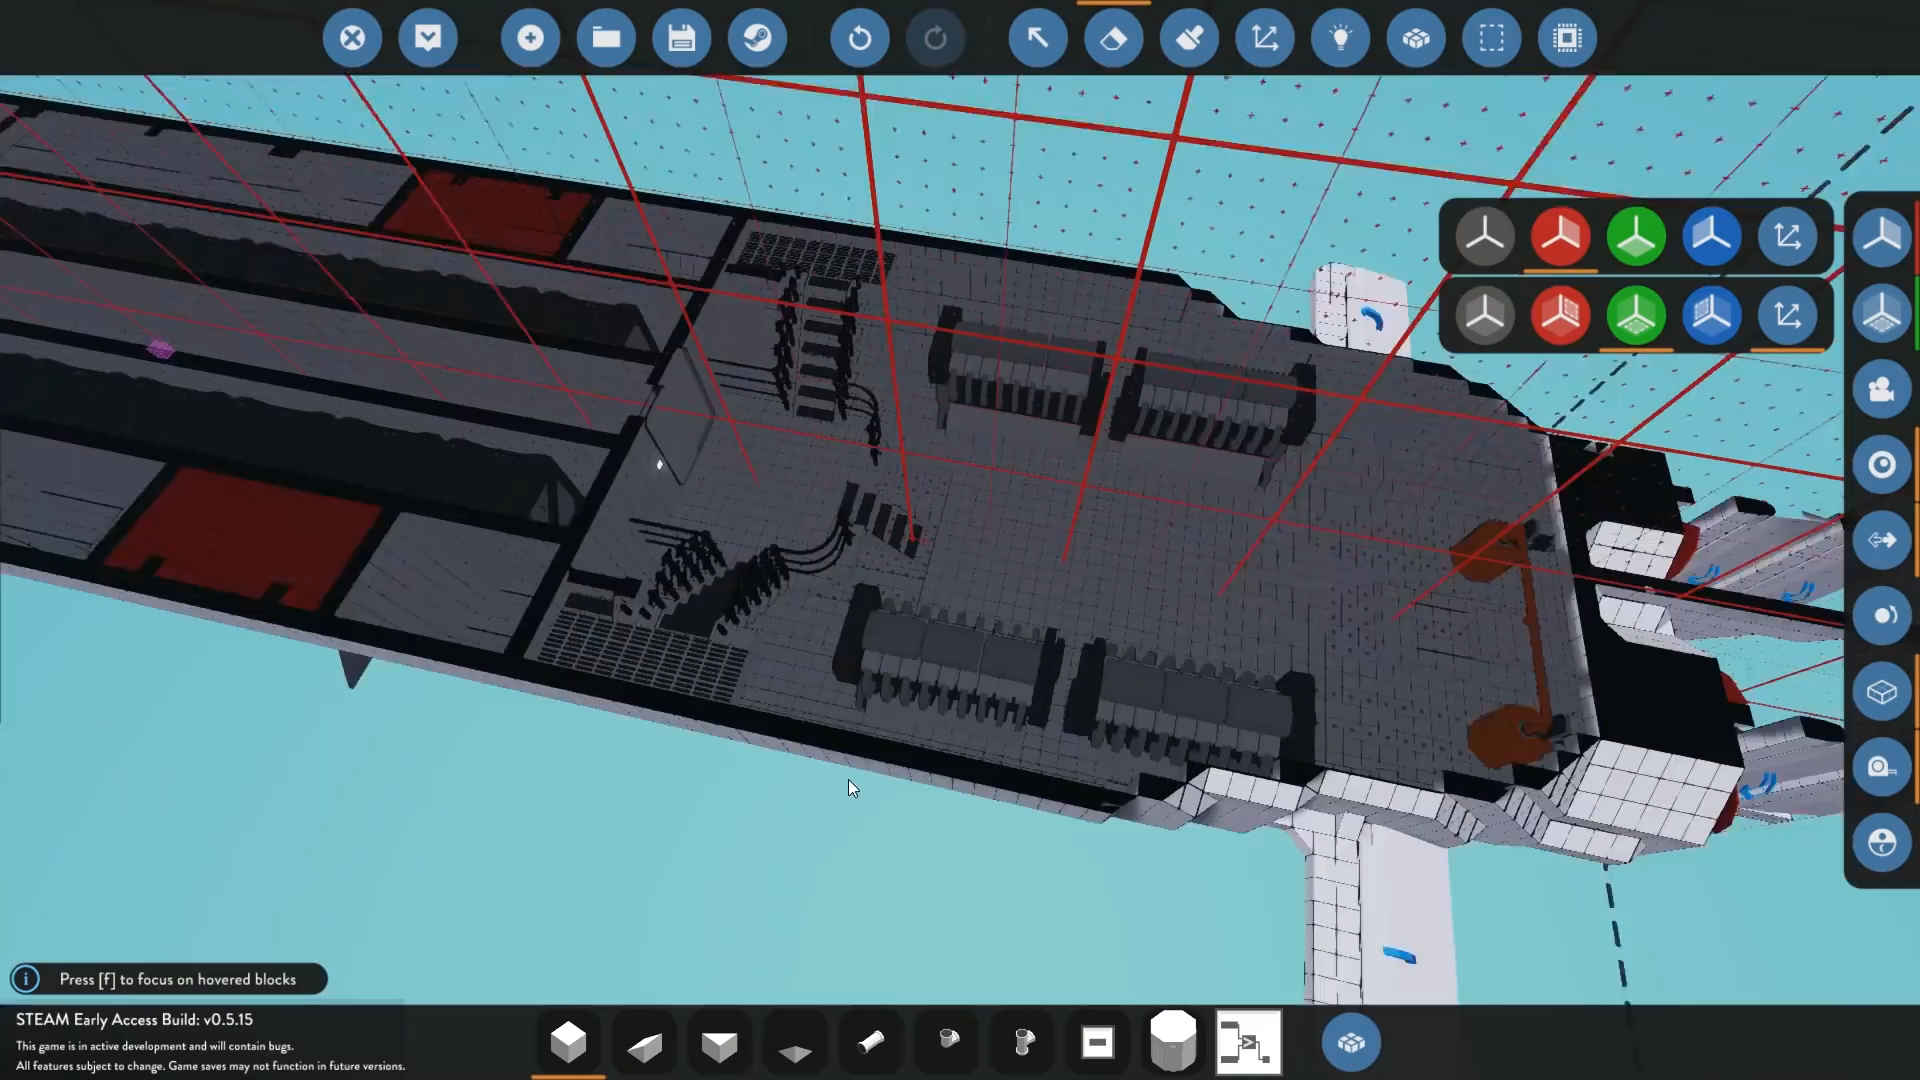 Press [f] to focus on hovered blocks
STEAM Early Access Build: v0.5.15
This game is in active development and will contain bugs.
All features subject to change. Game saves may not function in future versions.